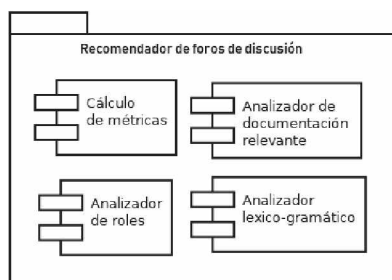 Recomendador de foros de discusión
Cálculo
de métricas
Analizador de
documentación
relevante
Analizador
de roles
Analizador
lexico-gramático